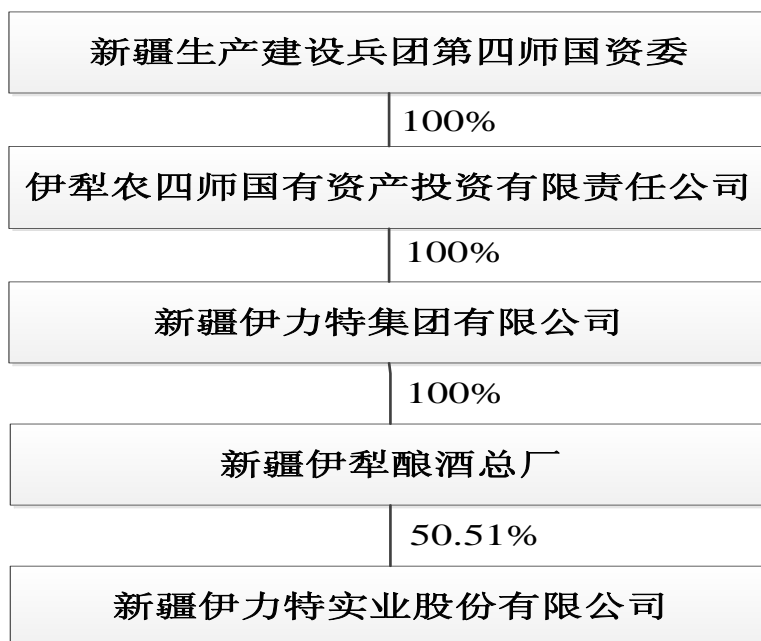 新疆生产建设兵团第四师国资委
100%
伊犁农四师国有资产投资有限责任公司
100%
新疆伊力特集团有限公司
100%
新疆伊犁酿酒总厂
50.51%
新疆伊力特实业股份有限公司